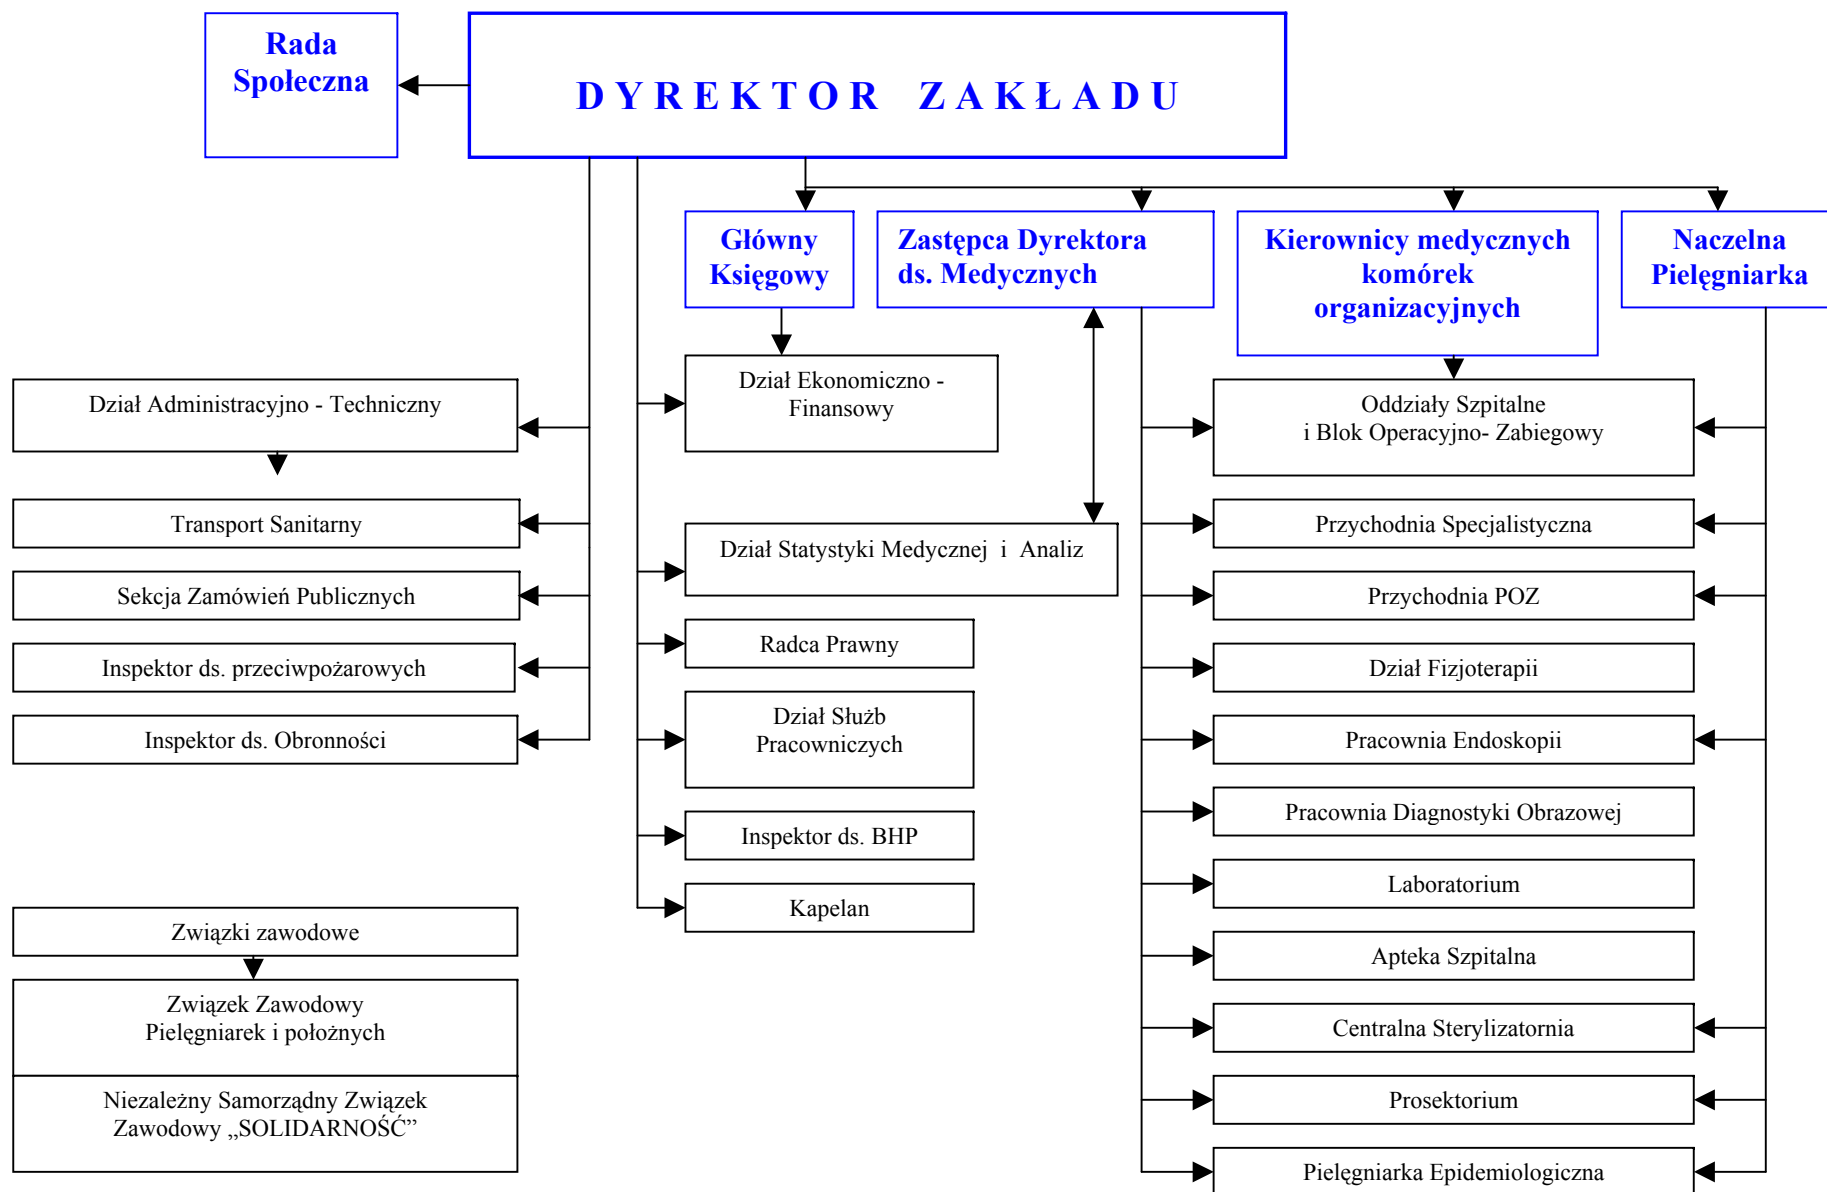 Rada
Społeczna
DYREKTOR ZAKŁADU
Główny
Księgowy
Zastępca Dyrektora
ds. Medycznych
Kierownicy medycznych
komórek
organizacyjnych
Naczelna
Pielęgniarka
Dział Administracyjno - Techniczny
Transport Sanitarny
Sekcja Zamówień Publicznych
Inspektor ds. przeciwpożarowych
Inspektor ds. Obronności
Związki zawodowe
Związek Zawodowy
Pielęgniarek i położnych
Niezależny Samorządny Związek
Zawodowy „SOLIDARNOŚĆ”
Dział Ekonomiczno -
Finansowy
Dział Statystyki Medycznej i Analiz
Radca Prawny
Dział Służb
Pracowniczych
Inspektor ds. BHP
Kapelan
Oddziały Szpitalne
i Blok Operacyjno- Zabiegowy
Przychodnia Specjalistyczna
Przychodnia POZ
Dział Fizjoterapii
Pracownia Endoskopii
Pracownia Diagnostyki Obrazowej
Laboratorium
Apteka Szpitalna
Centralna Sterylizatornia
Prosektorium
Pielęgniarka Epidemiologiczna